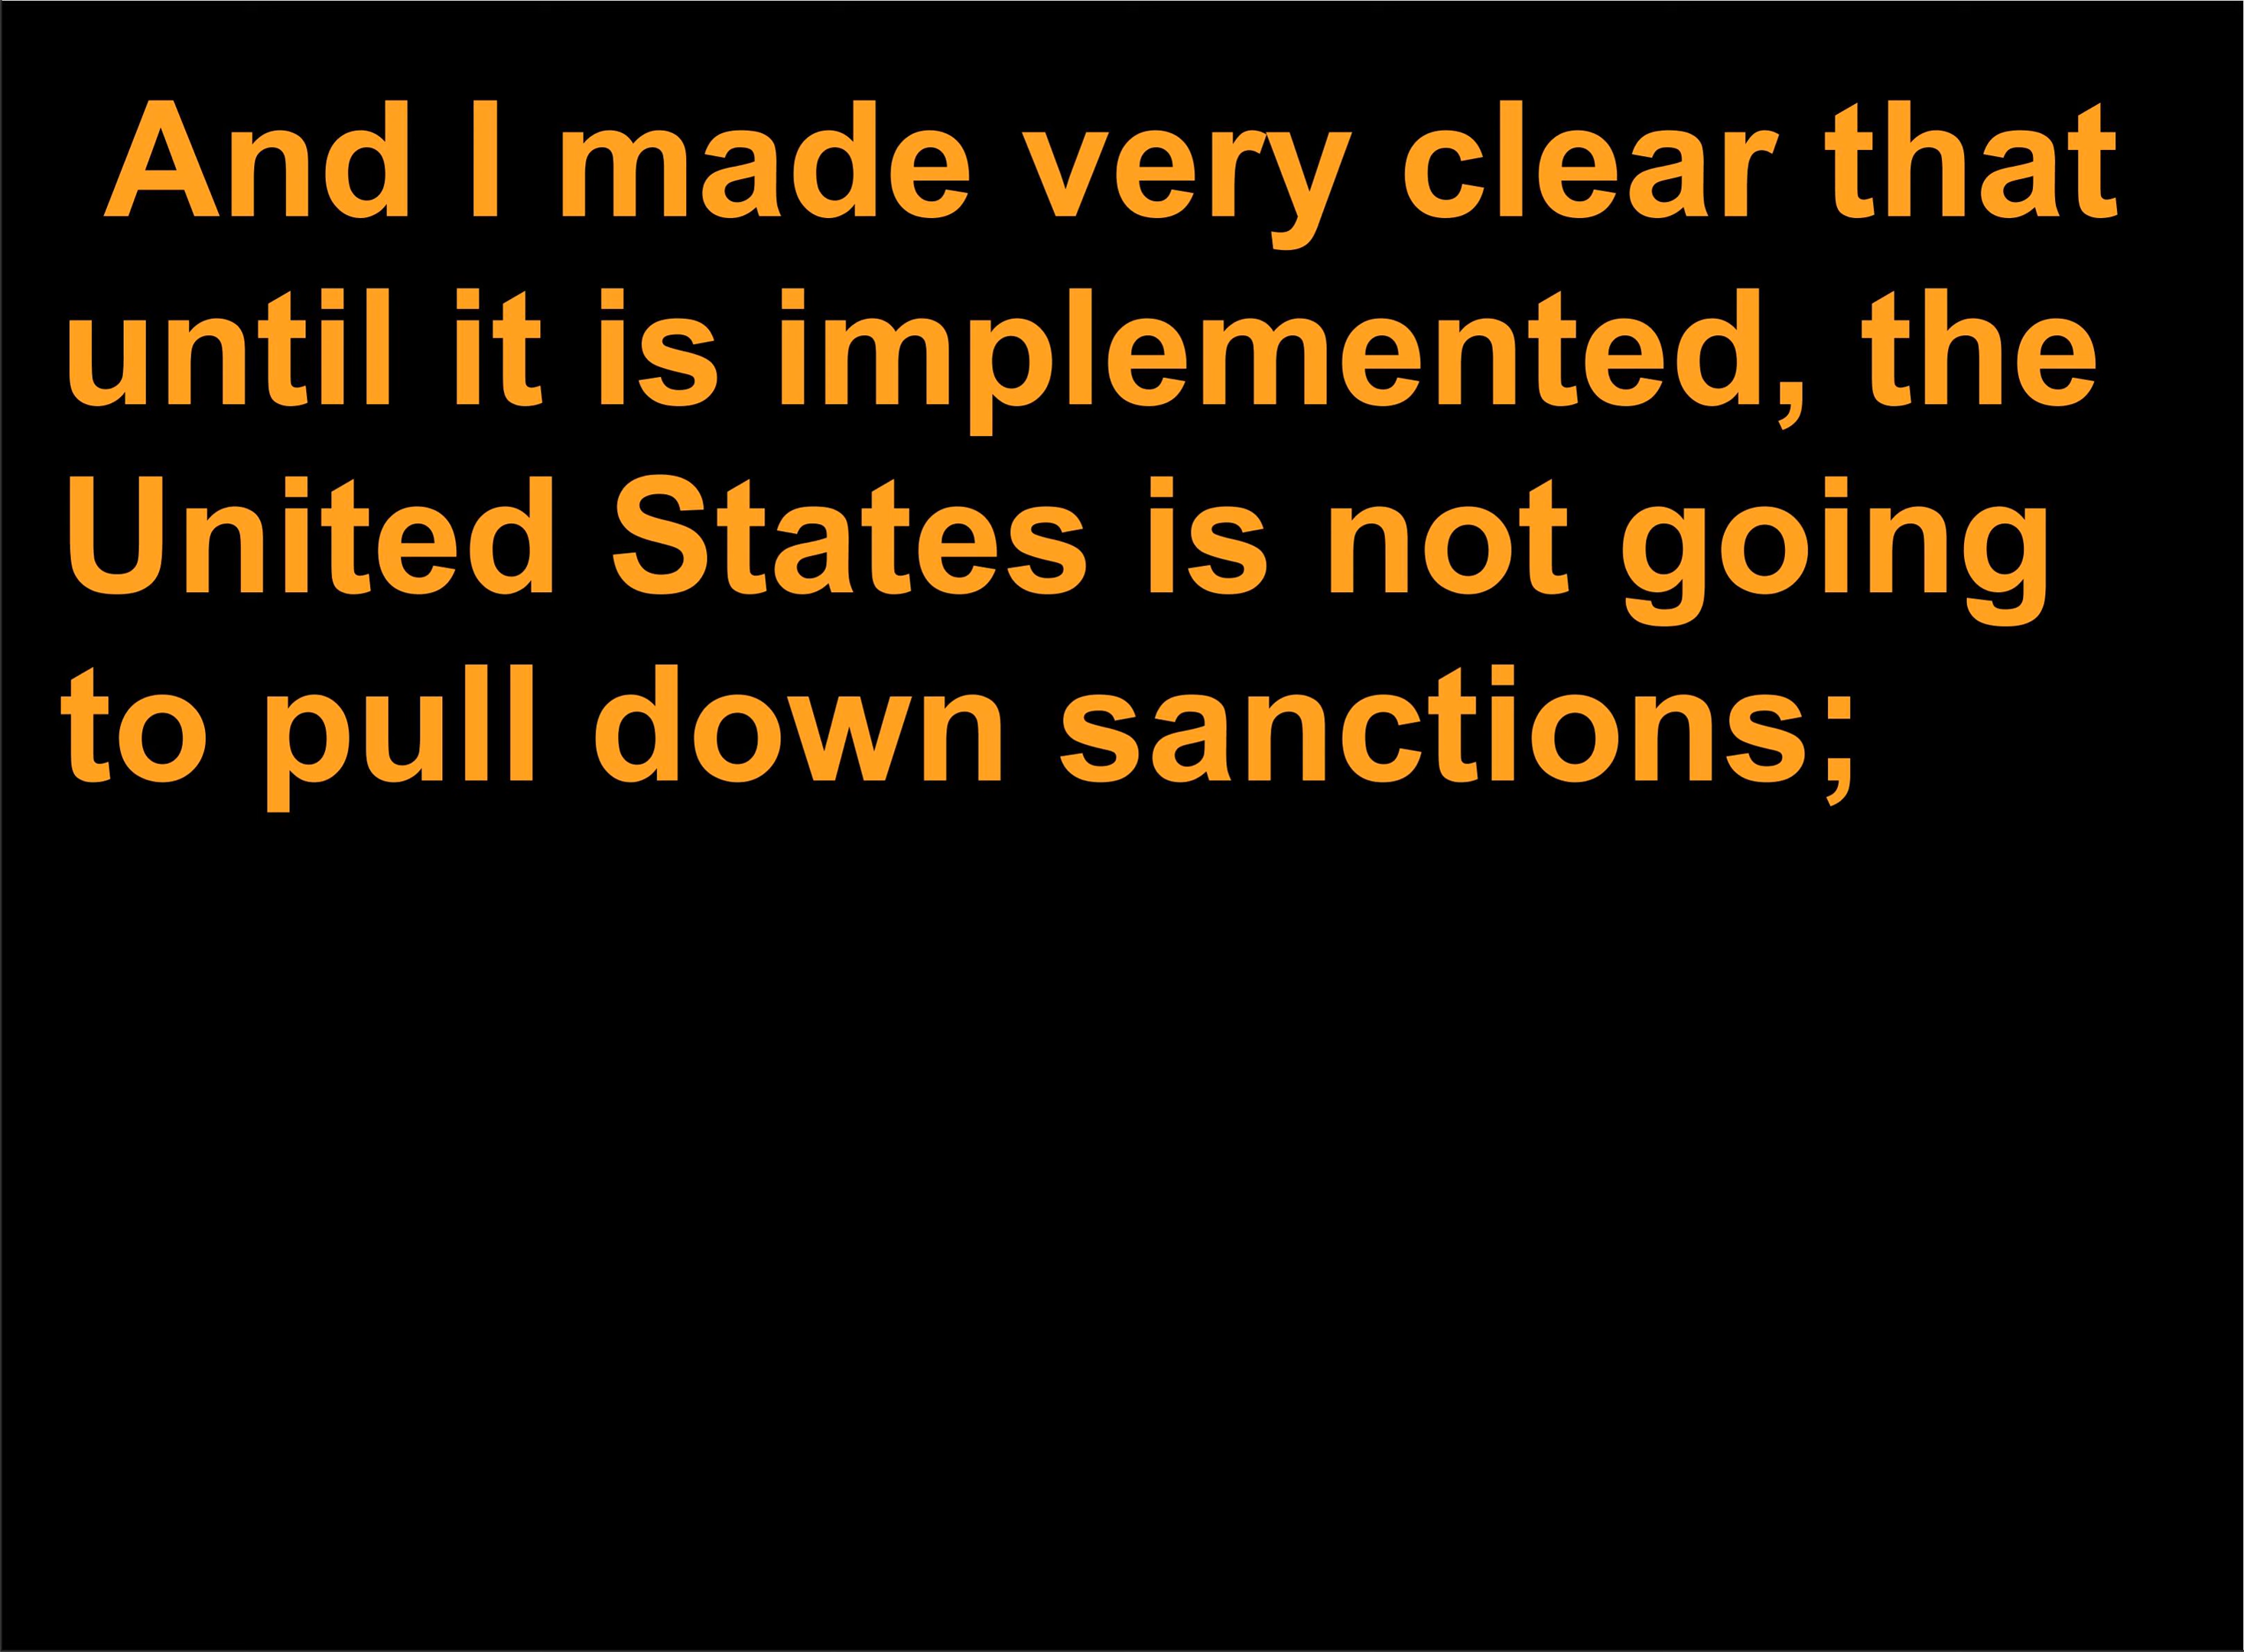 And I made very clear that
until it is implemented, the
United States is not going
to pull down sanctions;